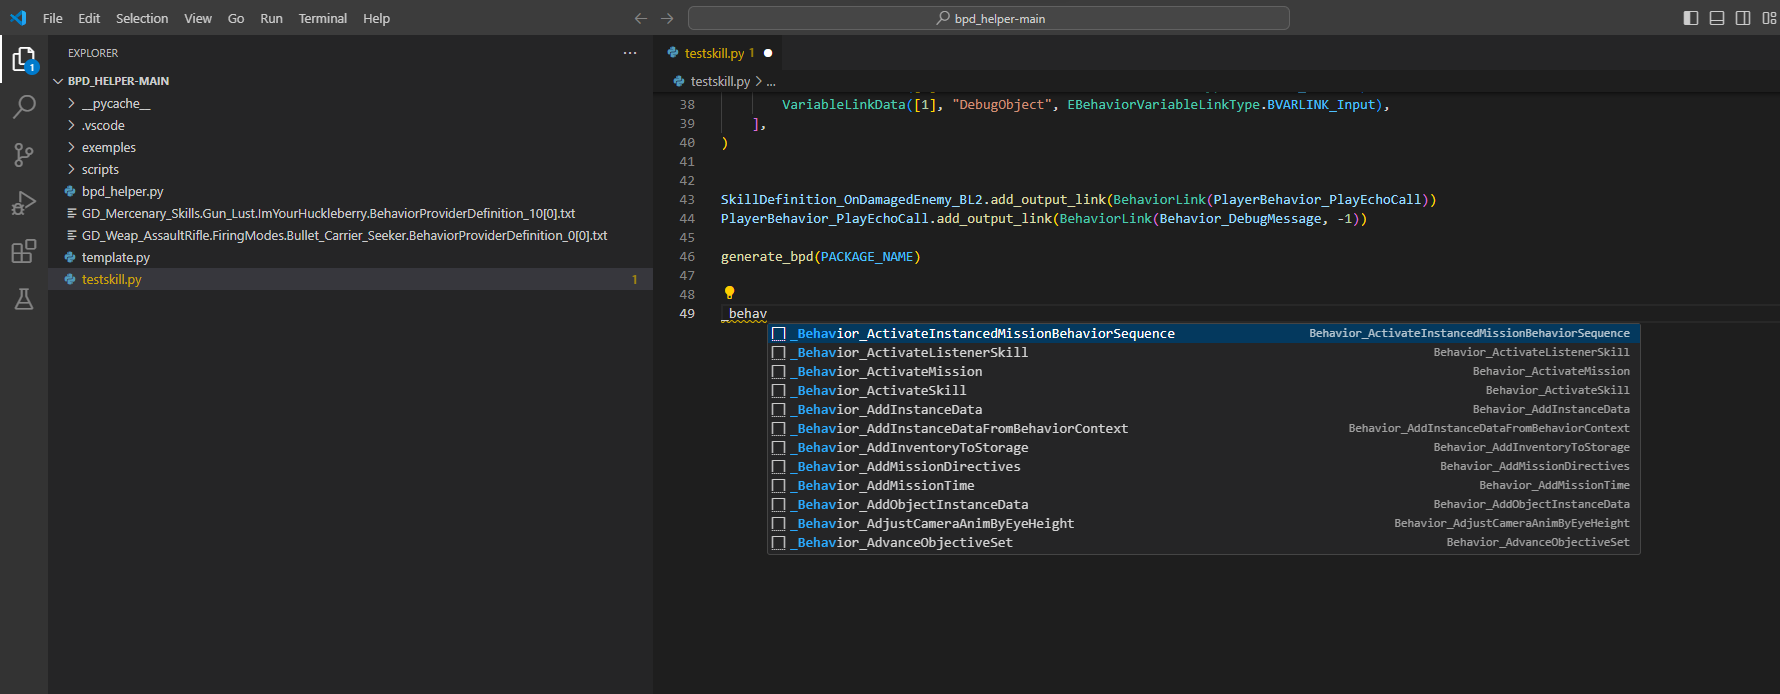 File Edit Selection View Go Run Terminal Help
bpd_helper-main
EXPLORER
BPD_HELPER-MAIN
__pycache__
.vscode
exemples
scripts
bpd_helper.py
GD_Mercenary_Skills.Gun_Lust.ImYourHuckleberry.BehaviorProviderDefinition_10[0].txt
GD_Weap_AssaultRifle.FiringModes.Bullet_Carrier_Seeker.BehaviorProviderDefinition_0[0].txt
template.py
testskill.py 1
1
testskill.py 1
testskill.py > ...
38 VariableLinkData([1], "DebugObject", EBehaviorVariableLinkType.BVARLINK_Input),
39 ],
40 )
41
42
43 SkillDefinition_OnDamagedEnemy_BL2.add_output_link(BehaviorLink(PlayerBehavior_PlayEchoCall))
44 PlayerBehavior_PlayEchoCall.add_output_link(BehaviorLink(Behavior_DebugMessage, -1))
45
46 generate_bpd(PACKAGE_NAME)
47
48
49 _behav
_Behavior_ActivateInstancedMissionBehaviorSequence Behavior_ActivateInstancedMissionBehaviorSequence
_Behavior_ActivateListenerSkill Behavior_ActivateListenerSkill
_Behavior_ActivateMission Behavior_ActivateMission
_Behavior_ActivateSkill Behavior_ActivateSkill
_Behavior_AddInstanceData Behavior_AddInstanceData
_Behavior_AddInstanceDataFromBehaviorContext Behavior_AddInstanceDataFromBehaviorContext
_Behavior_AddInventoryToStorage Behavior_AddInventoryToStorage
_Behavior_AddMissionDirectives Behavior_AddMissionDirectives
_Behavior_AddMissionTime Behavior_AddMissionTime
_Behavior_AddObjectInstanceData Behavior_AddObjectInstanceData
_Behavior_AdjustCameraAnimByEyeHeight Behavior_AdjustCameraAnimByEyeHeight
_Behavior_AdvanceObjectiveSet Behavior_AdvanceObjectiveSet